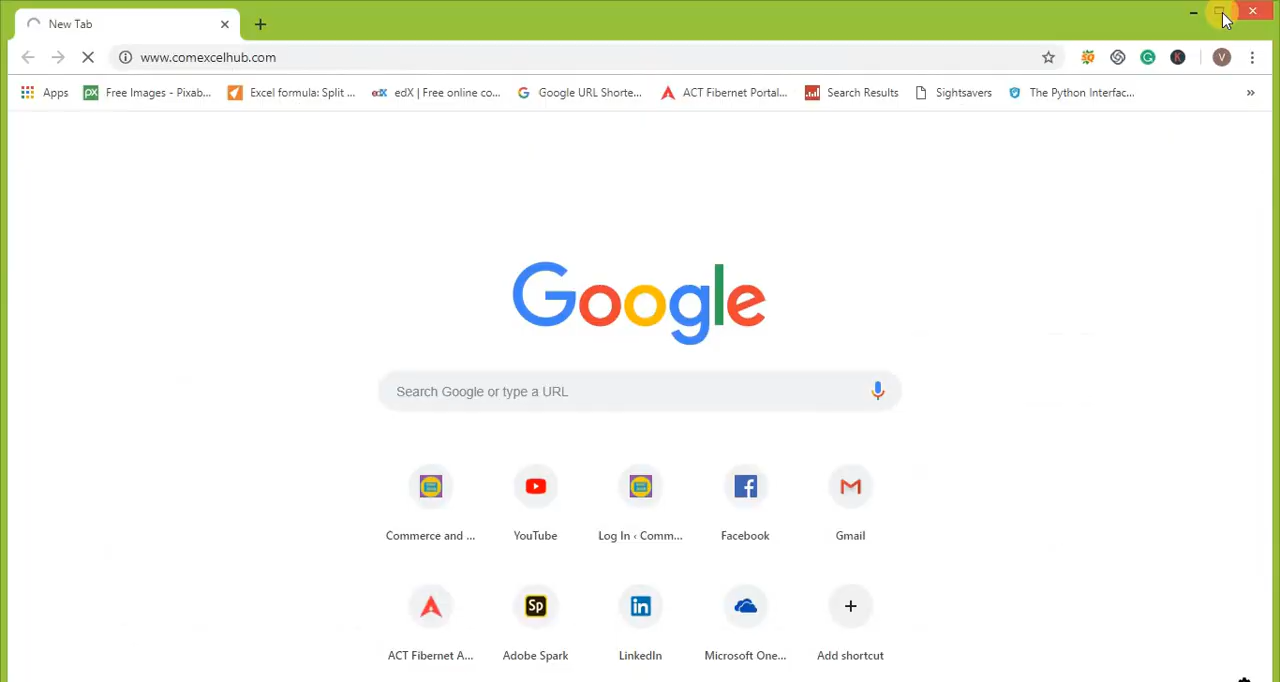 New Tab
www.comexcelhub.com
V
Apps Free Images - Pixab... Excel formula: Split ... edX | Free online co... Google URL Shorte... ACT Fibernet Portal... Search Results Sightsavers The Python Interfac... »
Google
Search Google or type a URL
Commerce and ... YouTube Log In ‹ Comm... Facebook Gmail
Sp in
ACT Fibernet A... Adobe Spark LinkedIn Microsoft One... Add shortcut